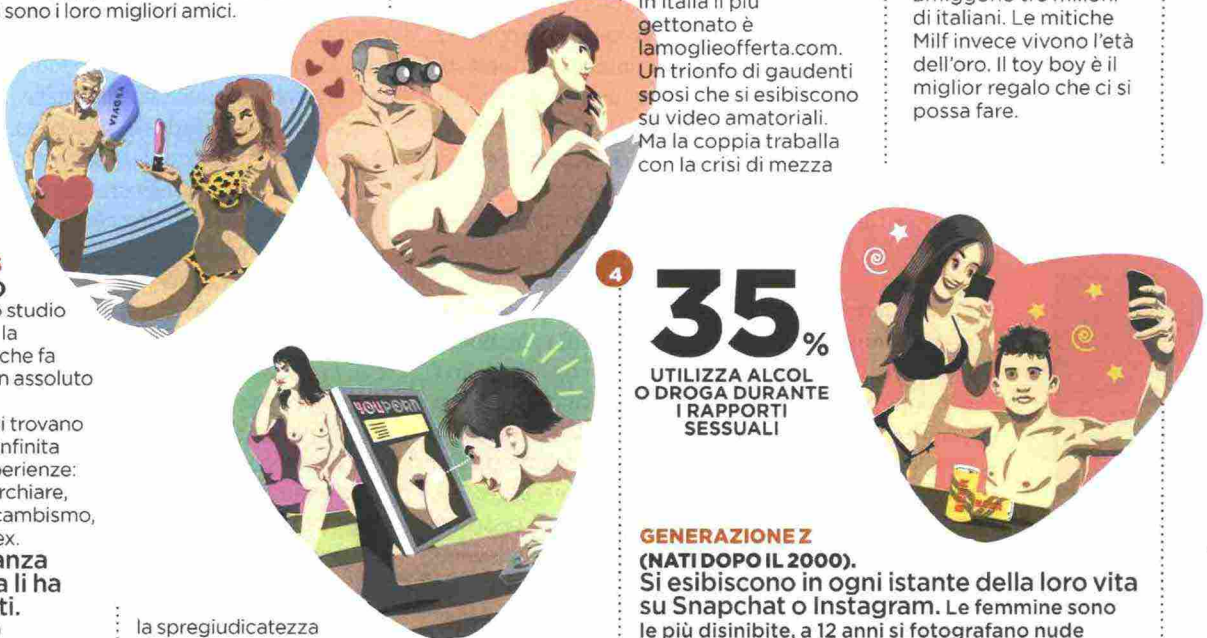 sono i loro migliori amici.
in Italia il più
gettonato è
lamoglieofferta.com.
Un trionfo di gaudenti
sposi che si esibiscono
su video amatoriali.
Ma la coppia traballa
con la crisi di mezza
di italiani. Le mitiche
Milf invece vivono l'età
dell'oro. Il toy boy è il
miglior regalo che ci si
possa fare.
VIAGRA
studio
la
che fa
assoluto
i trovano
nfinita
erienze:
rchiare,
cambismo,
ex.
anza
a li ha
ti.
YOUPORN
la spregiudicatezza
4
35%
UTILIZZA ALCOL
O DROGA DURANTE
I RAPPORTI
SESSUALI
GENERAZIONE Z
(NATI DOPO IL 2000).
Si esibiscono in ogni istante della loro vita
su Snapchat o Instagram. Le femmine sono
le più disinibite, a 12 anni si fotografano nude